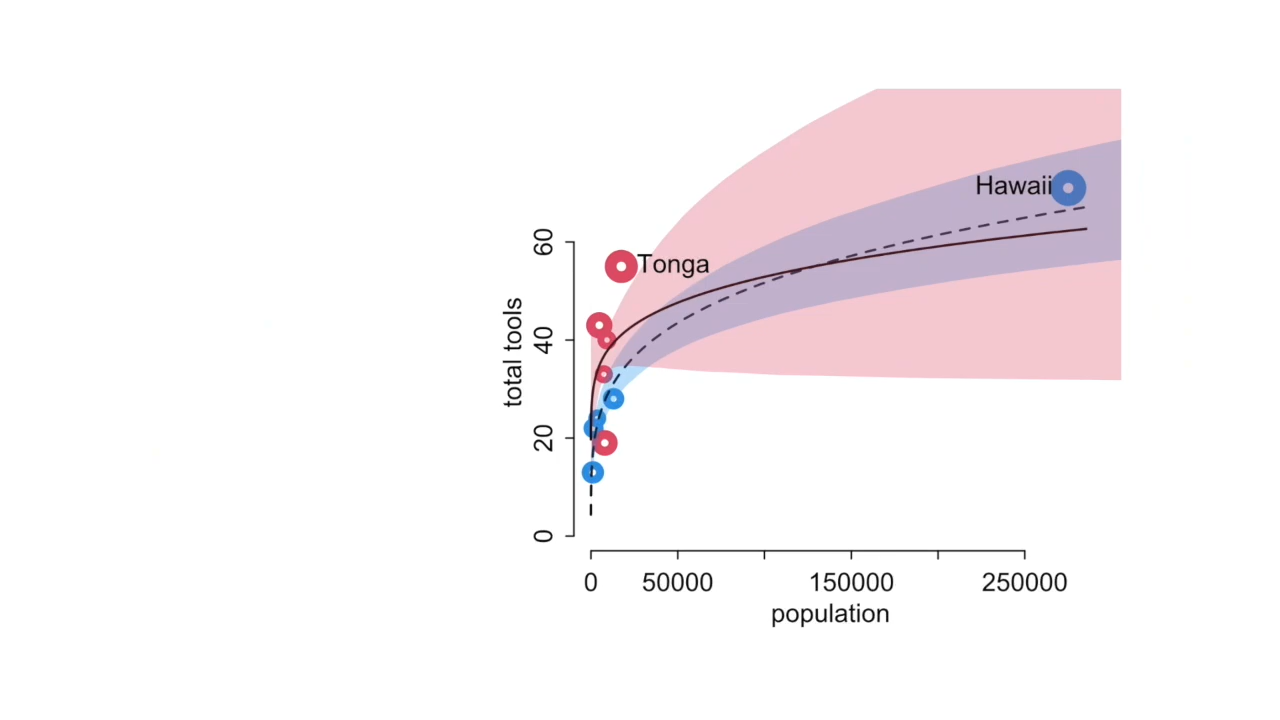 Hawaii
Tonga
total tools
60
40
20
0
0 50000 150000 250000
population